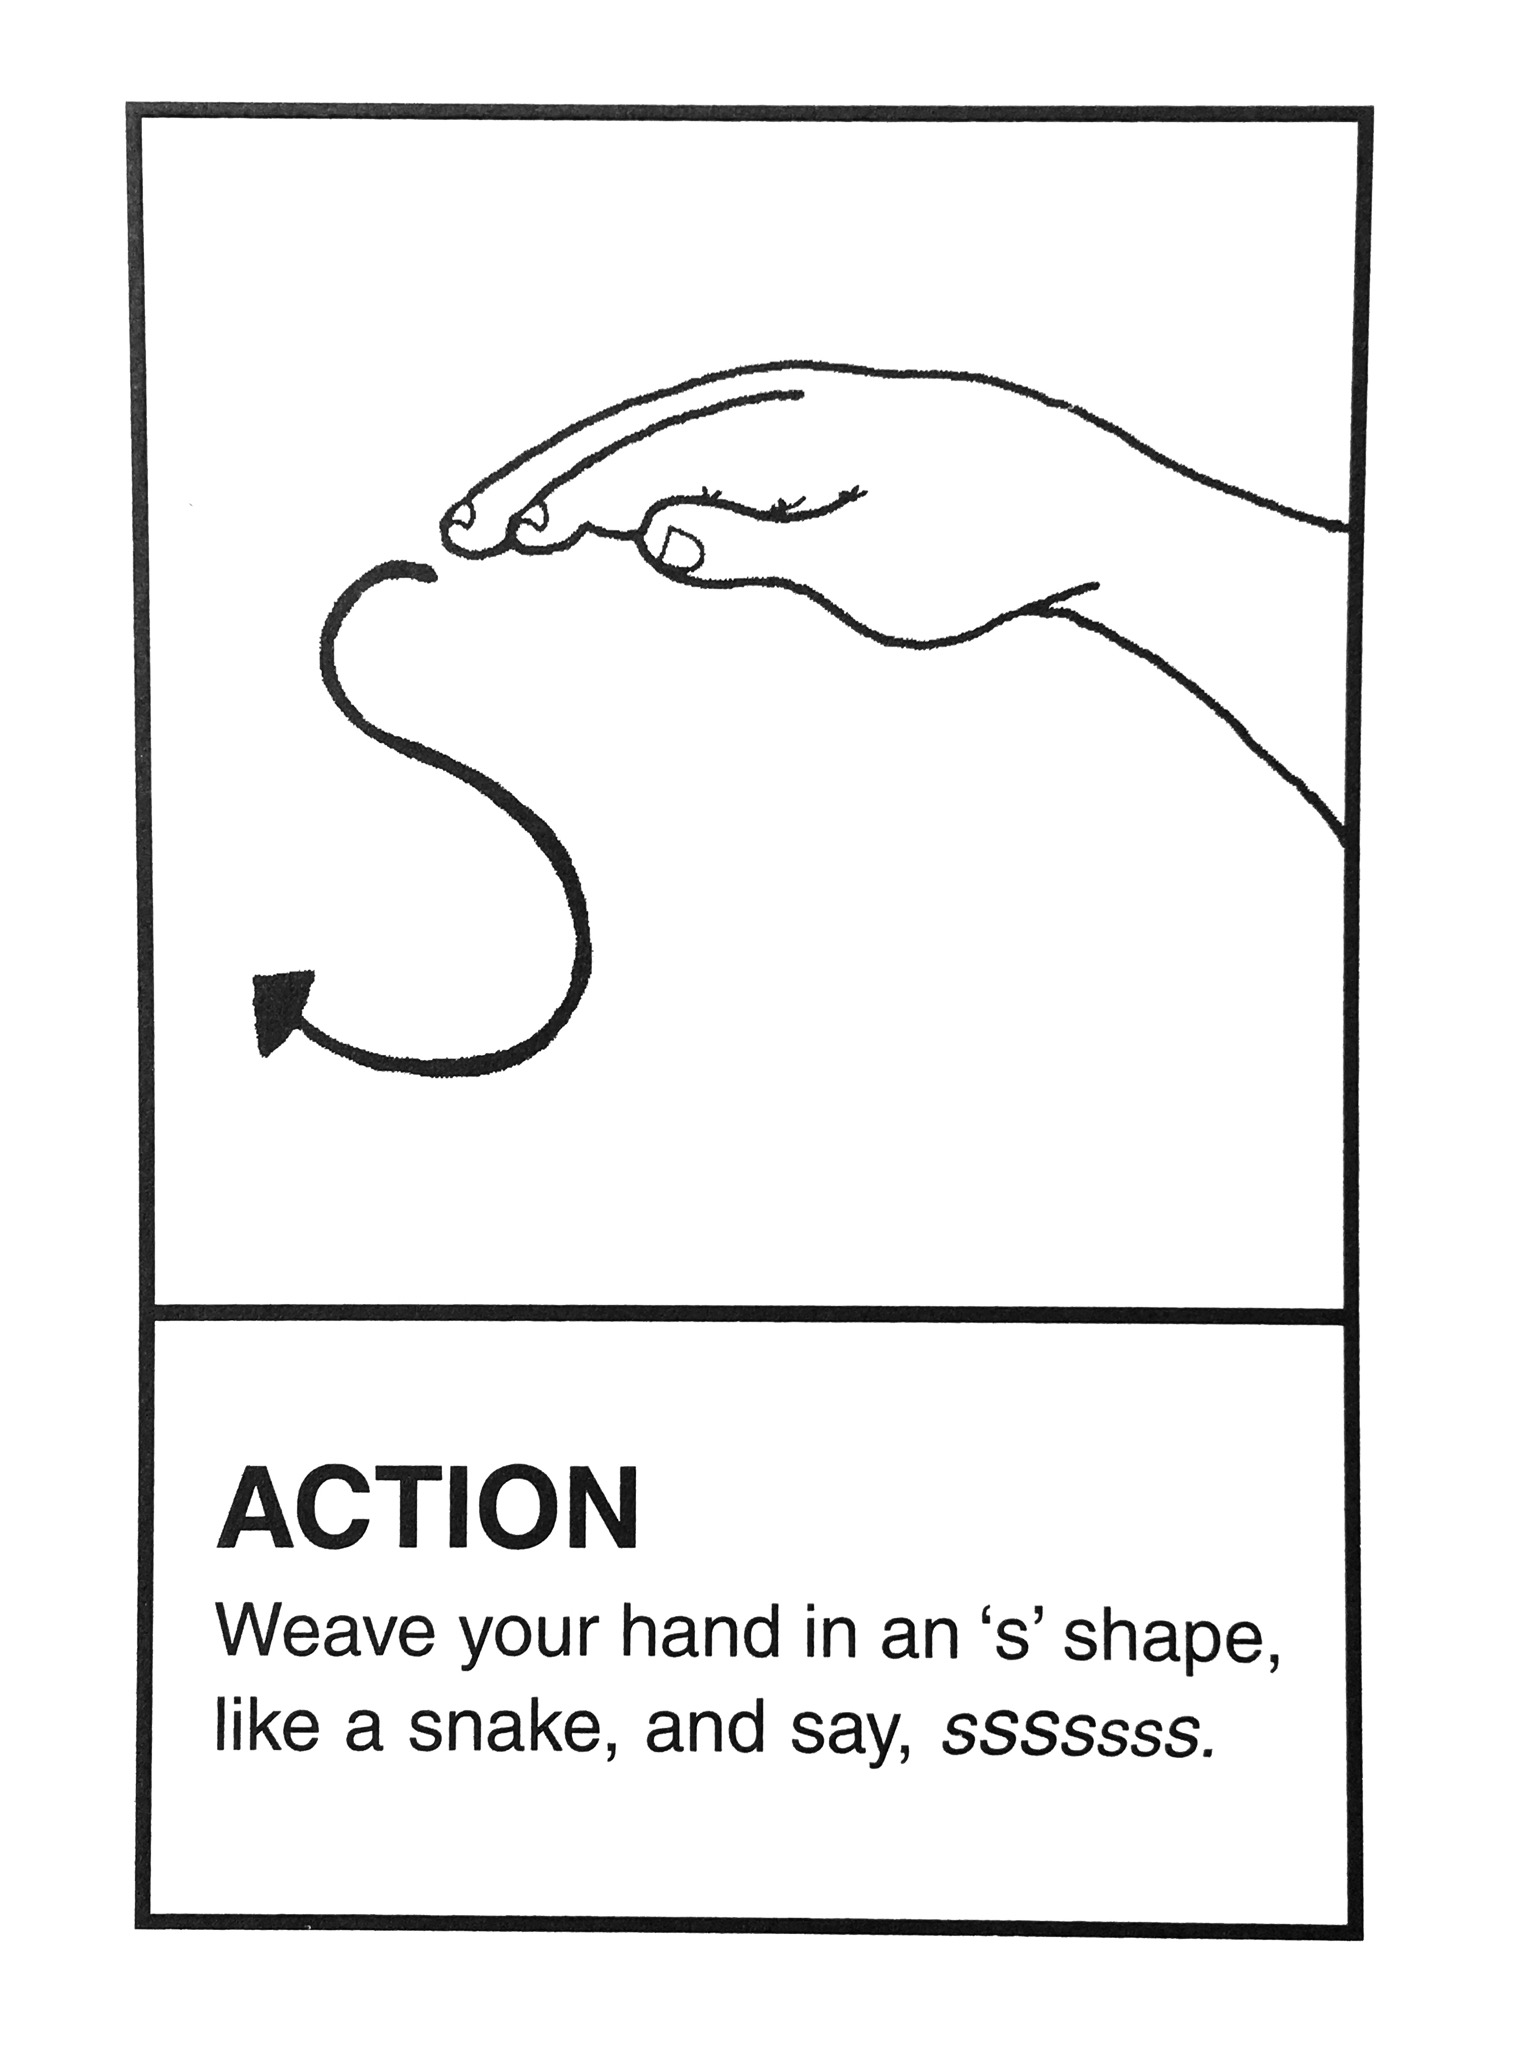 ACTION
Weave your hand in an ‘s’ shape,
like a snake, and say, sSSSsss.